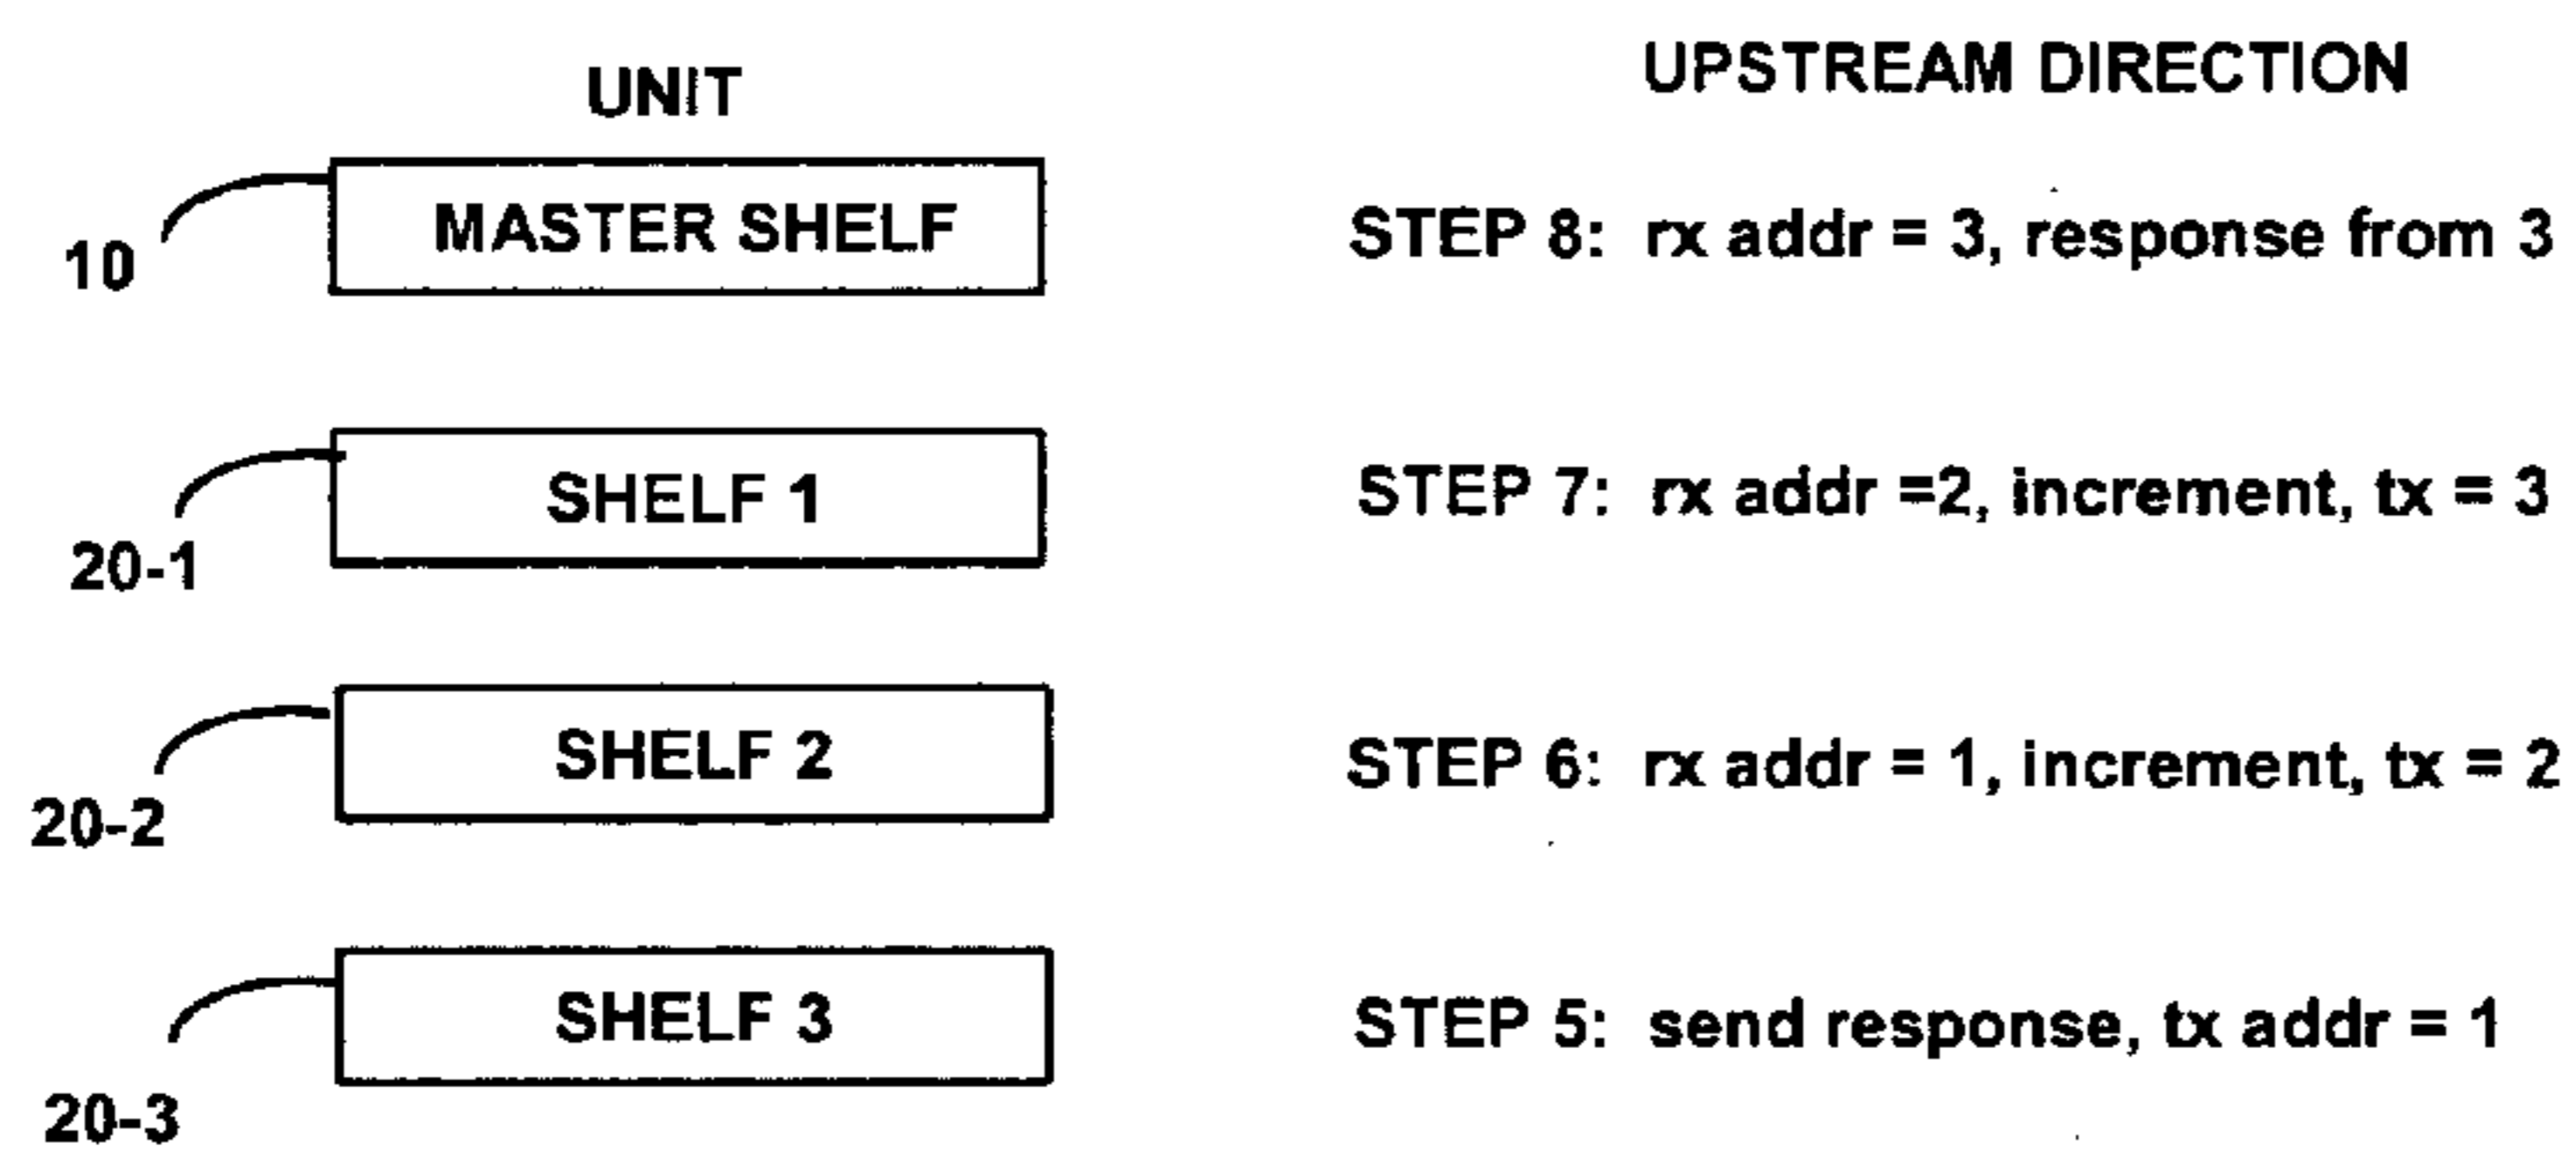 UNIT
UPSTREAM DIRECTION
MASTER SHELF
STEP 8: rx addr = 3, response from 3
10
SHELF 1
STEP 7: rx addr =2, increment, tx = 3
20-1
SHELF 2
STEP 6: rx addr = 1, increment, tx = 2
20-2
SHELF 3
STEP 5: send response, tx addr = 1
20-3